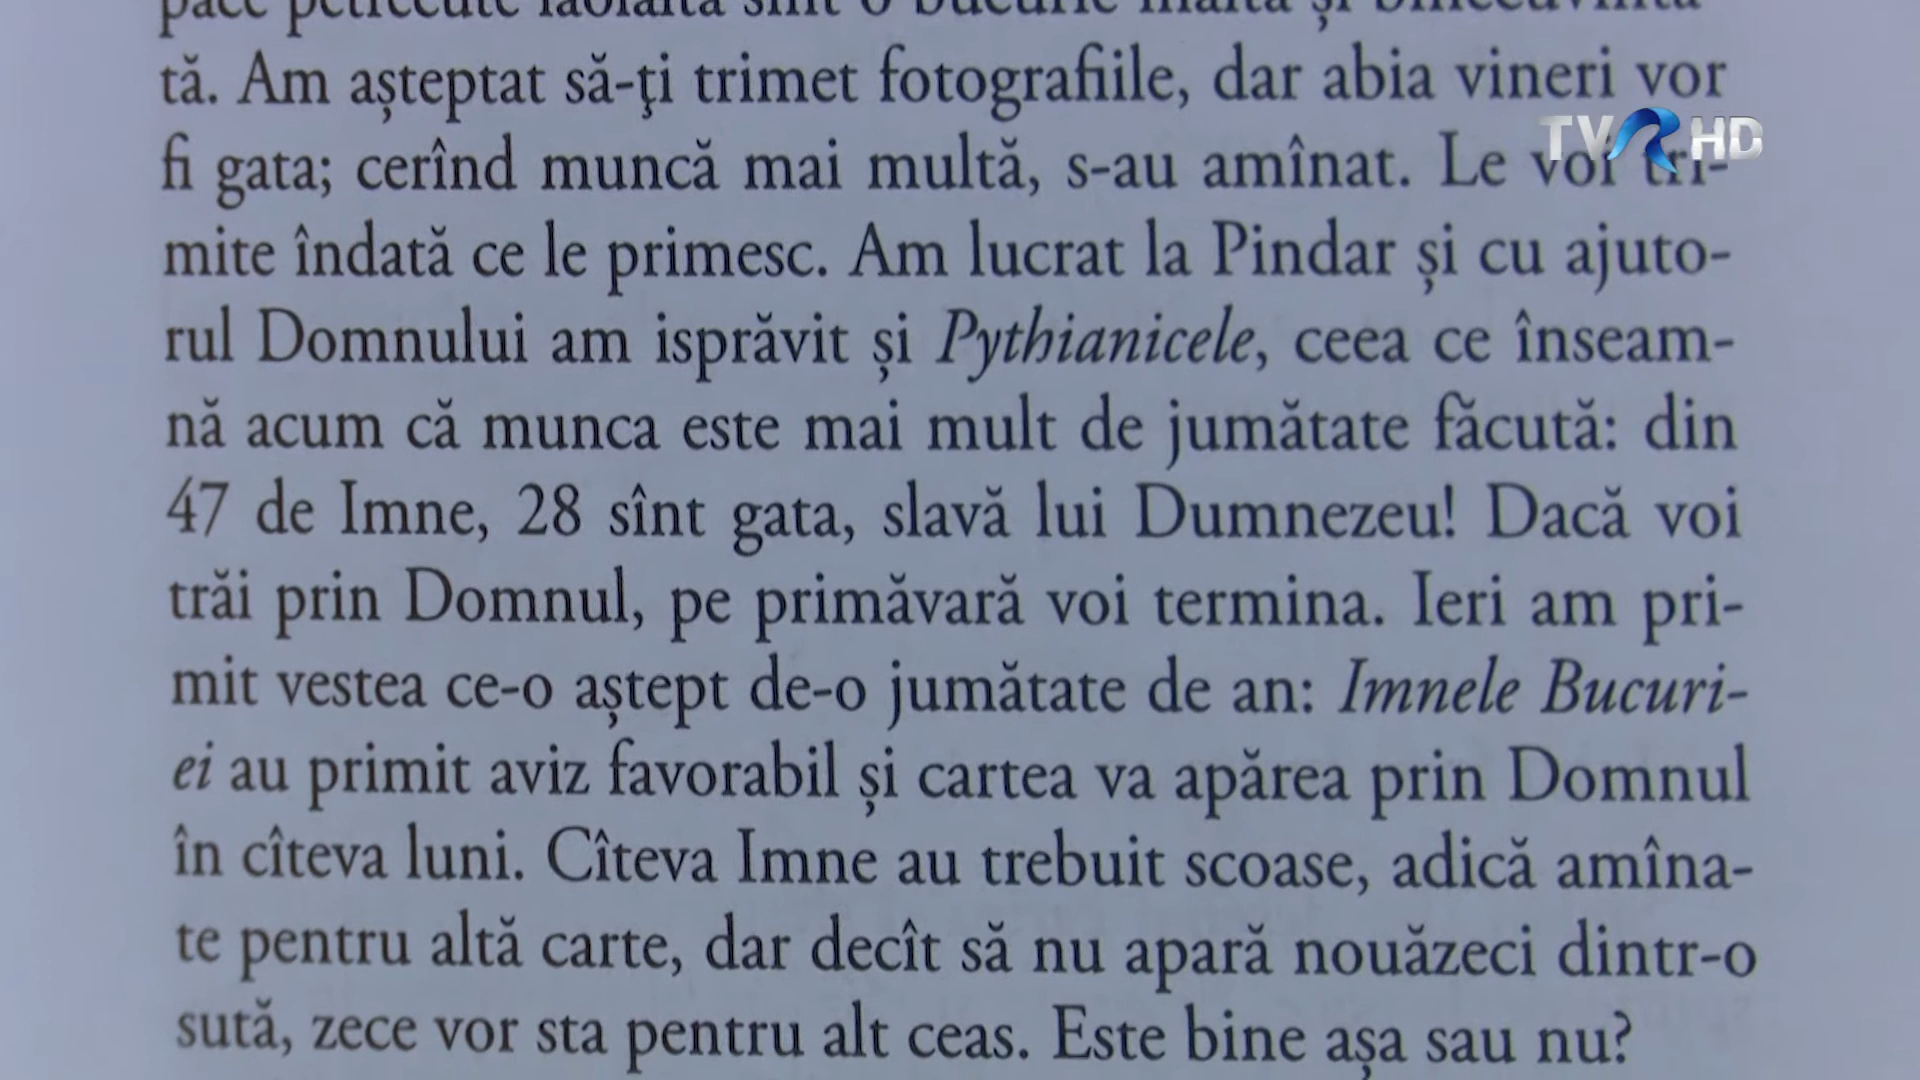 tă. Am așteptat să-ţi trimet fotografiile, dar abia vineri vor
TVR HD
fi gata; cerînd muncă mai multă, s-au amînat. Le voi tri-
mite îndată ce le primesc. Am lucrat la Pindar și cu ajuto-
rul Domnului am isprăvit și Pythianicele, ceea ce înseam-
nă acum că munca este mai mult de jumătate făcută: din
47 de Imne, 28 sînt gata, slavă lui Dumnezeu! Dacă voi
trăi prin Domnul, pe primăvară voi termina. Ieri am pri-
mit vestea ce-o aștept de-o jumătate de an: Imnele Bucuri-
ei au primit aviz favorabil și cartea va apărea prin Domnul
în cîteva luni. Cîteva Imne au trebuit scoase, adică amîna-
te pentru altă carte, dar decît să nu apară nouăzeci dintr-o
sută, zece vor sta pentru alt ceas. Este bine așa sau nu?